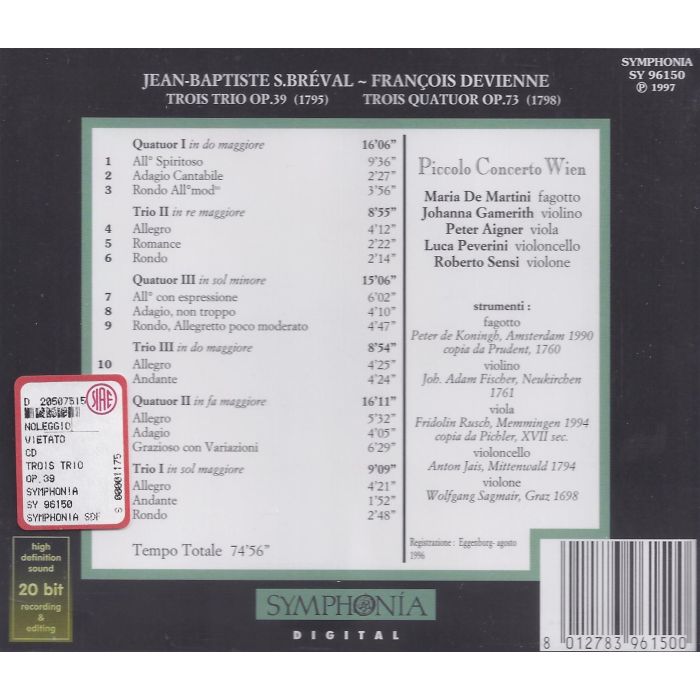 SYMPHONIA
SY 96150
℗ 1997
JEAN-BAPTISTE S.BRÉVAL ~ FRANÇOIS DEVIENNE
TROIS TRIO OP.39 (1795) TROIS QUATUOR OP.73 (1798)
Quatuor I in do maggiore 16'06"
1 All° Spiritoso 9'36"
2 Adagio Cantabile 2'27"
3 Rondo All°mod^to 3'56"
Trio II in re maggiore 8'55"
4 Allegro 4'12"
5 Romance 2'22"
6 Rondo 2'14"
Quatuor III in sol minore 15'06"
7 All° con espressione 6'02"
8 Adagio, non troppo 4'10"
9 Rondo, Allegretto poco moderato 4'47"
Trio III in do maggiore 8'54"
10 Allegro 4'25"
Andante 4'24"
Quatuor II in fa maggiore 16'11"
Allegro 5'32"
Adagio 4'05"
Grazioso con Variazioni 6'29"
Trio I in sol maggiore 9'09"
Allegro 4'21"
Andante 1'52"
Rondo 2'48"
Tempo Totale 74'56"
Piccolo Concerto Wien
Maria De Martini fagotto
Johanna Gamerith violino
Peter Aigner viola
Luca Peverini violoncello
Roberto Sensi violone
strumenti :
fagotto
Peter de Koningh, Amsterdam 1990
copia da Prudent, 1760
violino
Joh. Adam Fischer, Neukirchen
1761
viola
Fridolin Rusch, Memmingen 1994
copia da Pichler, XVII sec.
violoncello
Anton Jais, Mittenwald 1794
violone
Wolfgang Sagmair, Graz 1698
Registrazione : Eggenburg- agosto
1996
SIAE
D 20507515
NOLEGGIO
VIETATO
CD
TROIS TRIO
OP.39
SYMPHONIA
SY 96150
SYMPHONIA SDF
S 00001175
high
definition
sound
20 bit
recording
&
editing
SYMPHONÍA
DIGITAL
8 012783 961500